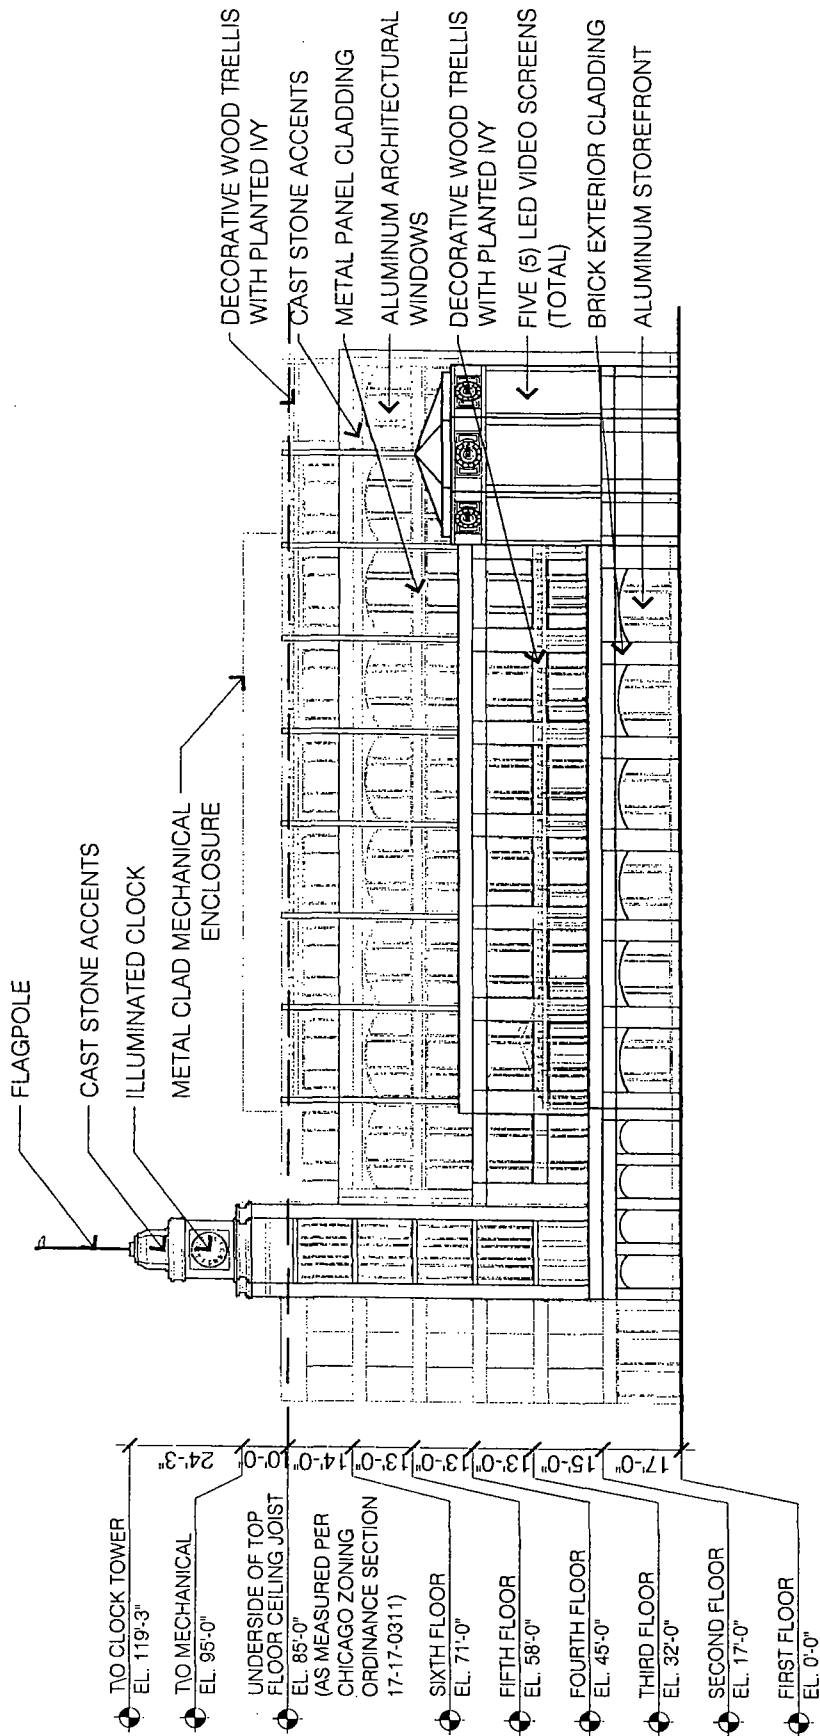 FLAGPOLE
CAST STONE ACCENTS
ILLUMINATED CLOCK
METAL CLAD MECHANICAL
ENCLOSURE
DECORATIVE WOOD TRELLIS
WITH PLANTED IVY
CAST STONE ACCENTS
METAL PANEL CLADDING
ALUMINUM ARCHITECTURAL
WINDOWS
DECORATIVE WOOD TRELLIS
WITH PLANTED IVY
FIVE (5) LED VIDEO SCREENS
(TOTAL)
BRICK EXTERIOR CLADDING
ALUMINUM STOREFRONT
T/O CLOCK TOWER
EL. 119'-3"
T/O MECHANICAL
EL. 95'-0"
UNDERSIDE OF TOP
FLOOR CEILING JOIST
EL. 85'-0"
(AS MEASURED PER
CHICAGO ZONING
ORDINANCE SECTION
17-17-0311)
SIXTH FLOOR
EL. 71'-0"
FIFTH FLOOR
EL. 58'-0"
FOURTH FLOOR
EL. 45'-0"
THIRD FLOOR
EL. 32'-0"
SECOND FLOOR
EL. 17'-0"
FIRST FLOOR
EL. 0'-0"
24'-3"
10'-0"
14'-0"
13'-0"
13'-0"
13'-0"
15'-0"
17'-0"